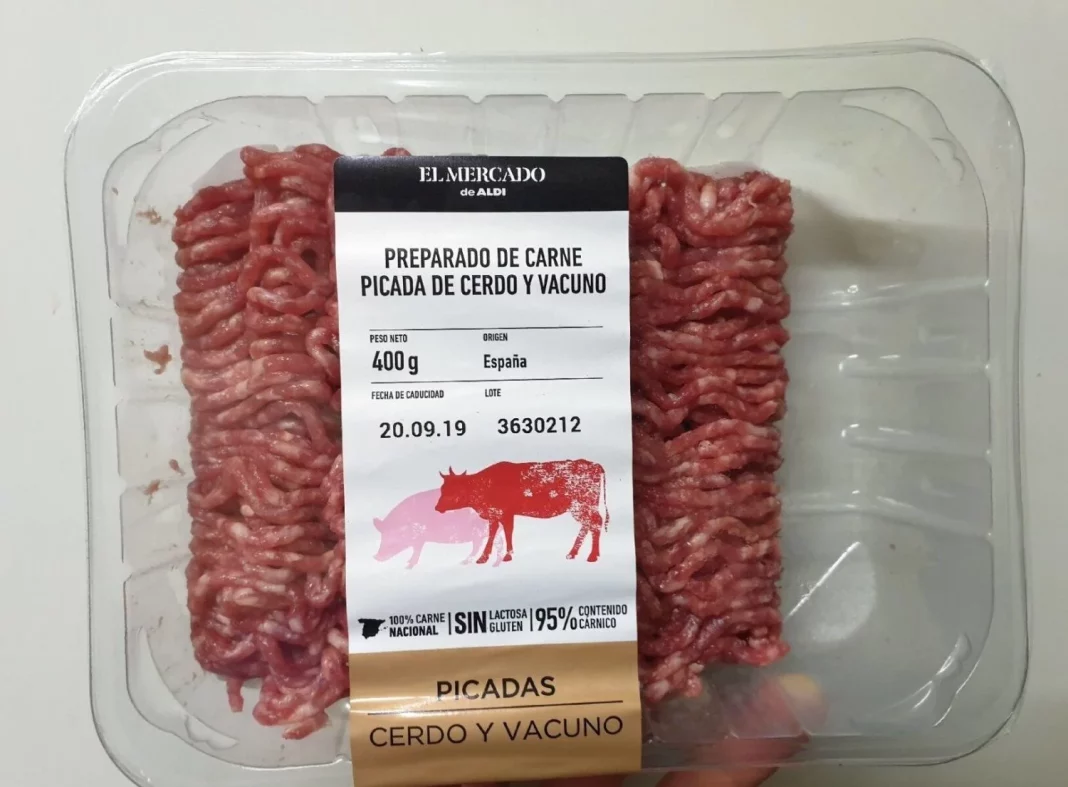 EL MERCADO
de ALDI
PREPARADO DE CARNE
PICADA DE CERDO Y VACUNO
PESO NETO ORIGEN
400 g España
FECHA DE CADUCIDAD LOTE
20.09.19 3630212
100% CARNE NACIONAL | SIN LACTOSA GLUTEN | 95% CONTENIDO CÁRNICO
PICADAS
CERDO Y VACUNO